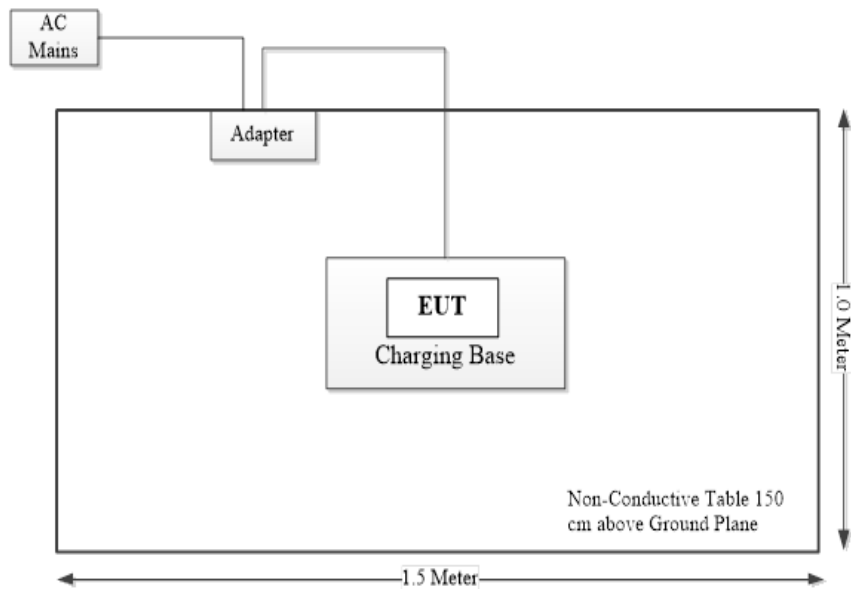 AC
Mains
Adapter
EUT
Charging Base
1.0 Meter
Non-Conductive Table 150
cm above Ground Plane
1.5 Meter